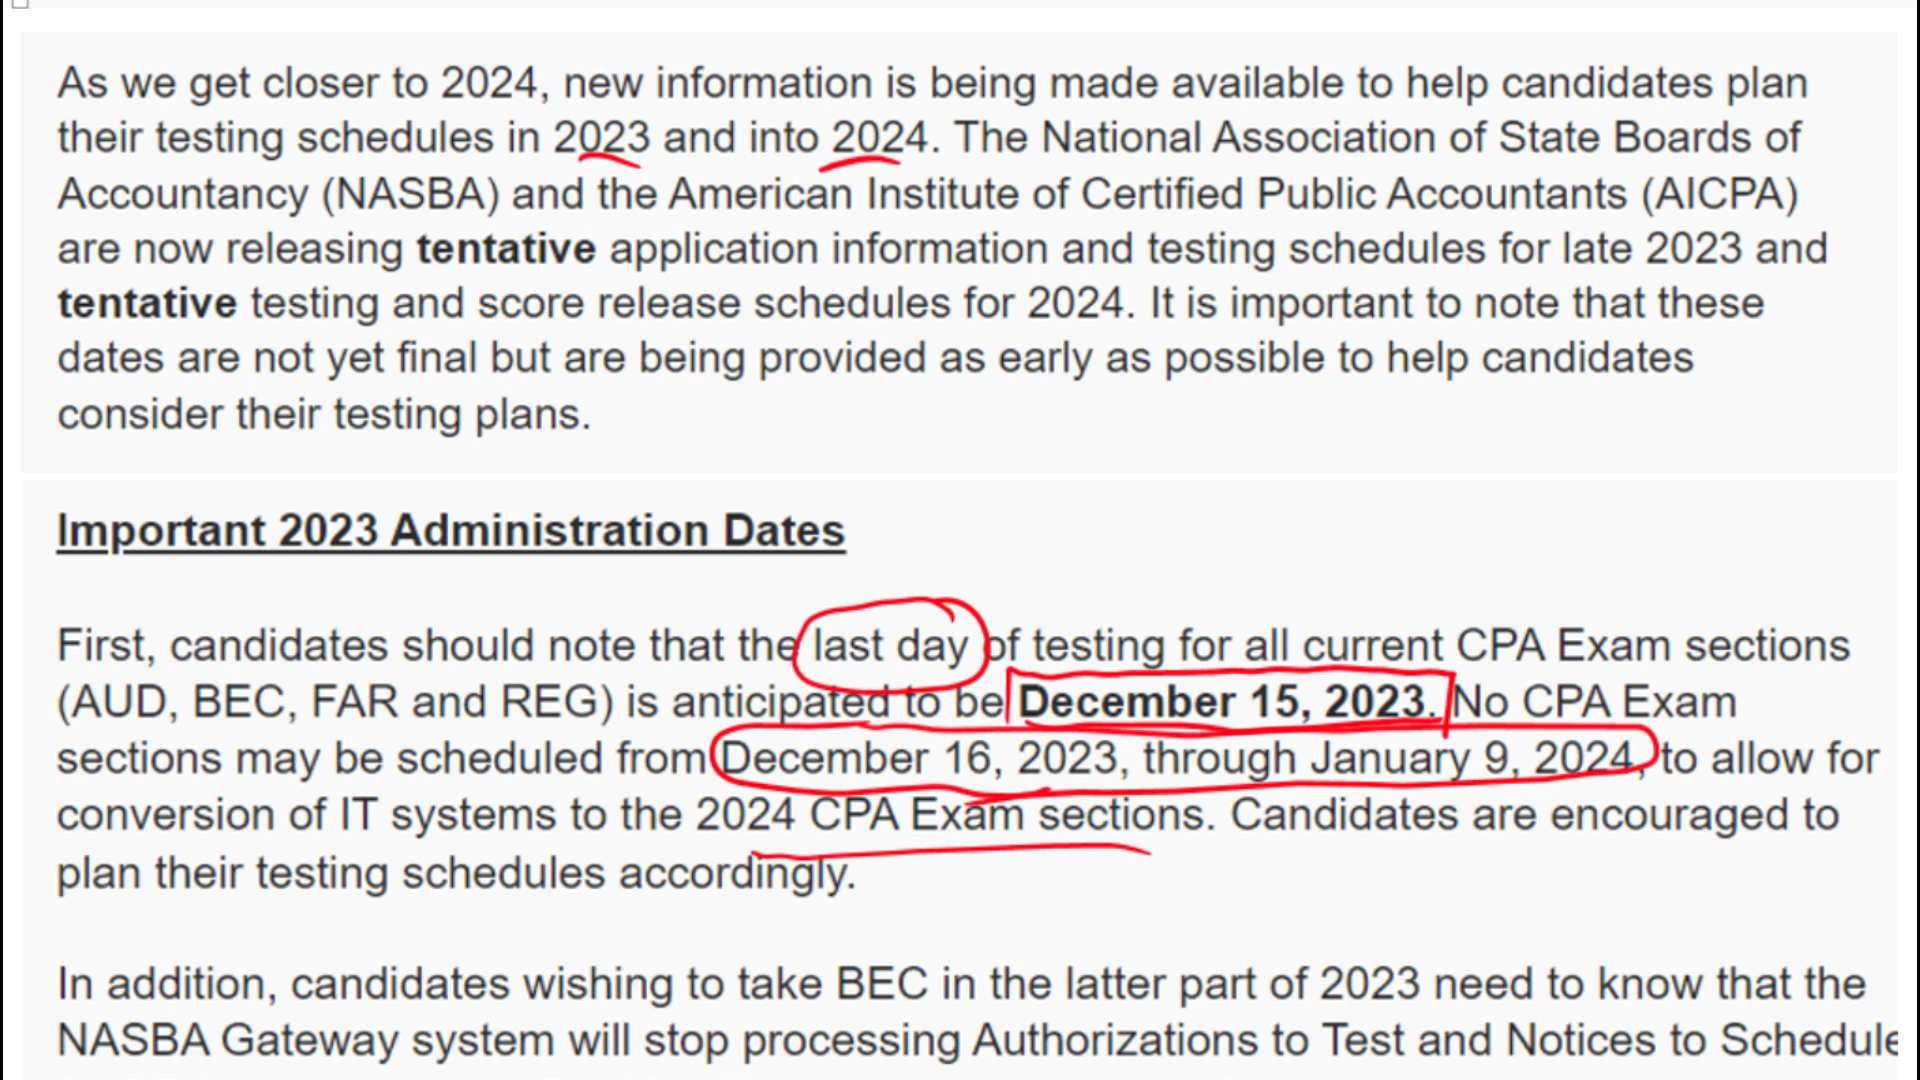 As we get closer to 2024, new information is being made available to help candidates plan
their testing schedules in 2023 and into 2024. The National Association of State Boards of
Accountancy (NASBA) and the American Institute of Certified Public Accountants (AICPA)
are now releasing tentative application information and testing schedules for late 2023 and
tentative testing and score release schedules for 2024. It is important to note that these
dates are not yet final but are being provided as early as possible to help candidates
consider their testing plans.
Important 2023 Administration Dates
First, candidates should note that the last day of testing for all current CPA Exam sections
(AUD, BEC, FAR and REG) is anticipated to be December 15, 2023. No CPA Exam
sections may be scheduled from December 16, 2023, through January 9, 2024, to allow for
conversion of IT systems to the 2024 CPA Exam sections. Candidates are encouraged to
plan their testing schedules accordingly.
In addition, candidates wishing to take BEC in the latter part of 2023 need to know that the
NASBA Gateway system will stop processing Authorizations to Test and Notices to Schedule